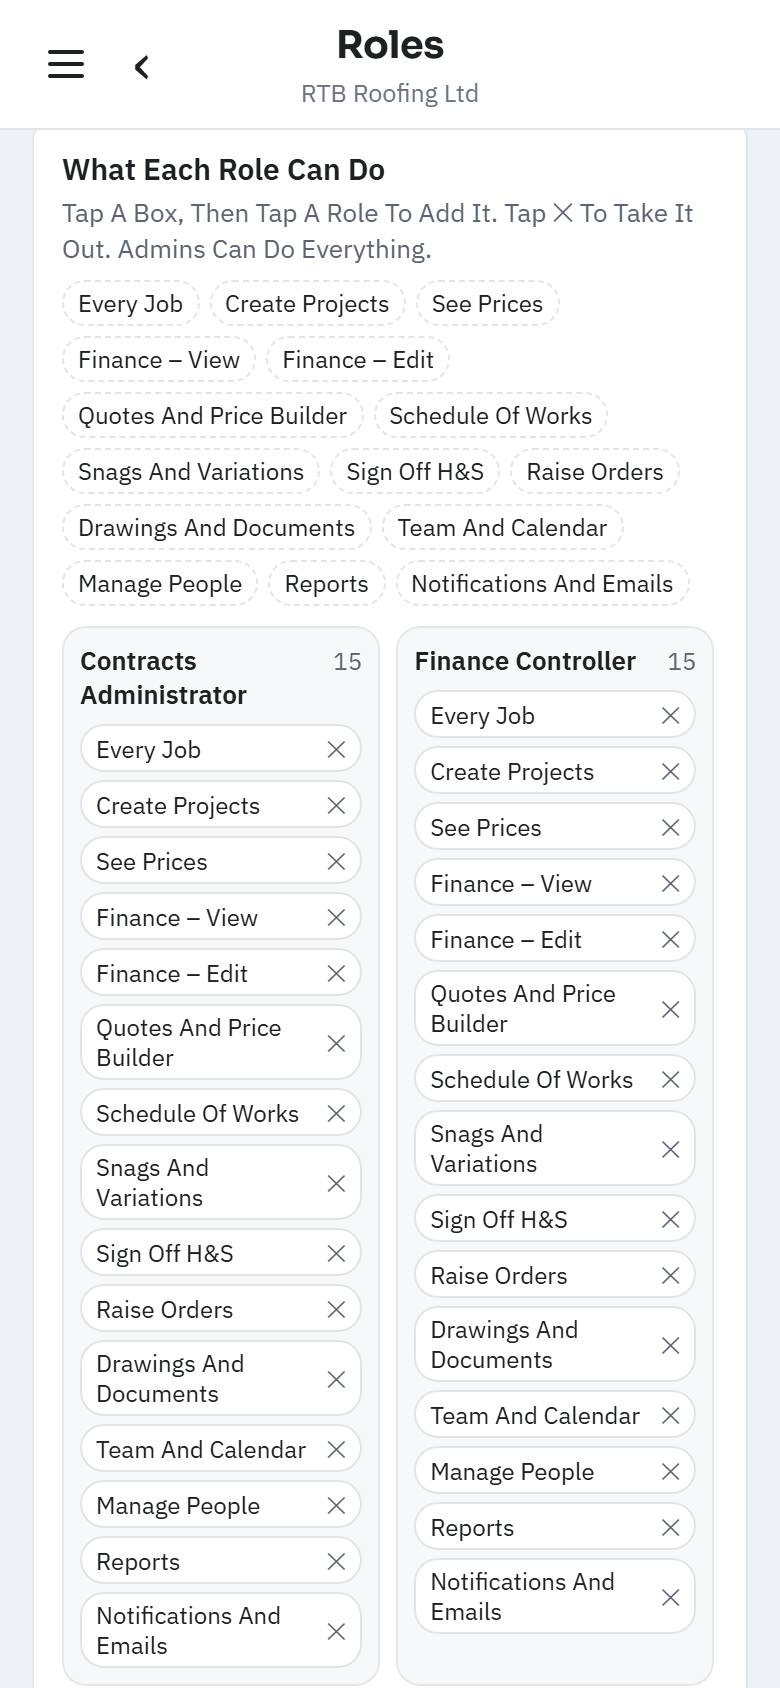 Roles
RTB Roofing Ltd
What Each Role Can Do
Tap A Box, Then Tap A Role To Add It. Tap ✕ To Take It
Out. Admins Can Do Everything.
Every Job
Create Projects
See Prices
Finance – View
Finance – Edit
Quotes And Price Builder
Schedule Of Works
Snags And Variations
Sign Off H&S
Raise Orders
Drawings And Documents
Team And Calendar
Manage People
Reports
Notifications And Emails
Contracts
Administrator
15
Every Job
Create Projects
See Prices
Finance – View
Finance – Edit
Quotes And Price
Builder
Schedule Of Works
Snags And
Variations
Sign Off H&S
Raise Orders
Drawings And
Documents
Team And Calendar
Manage People
Reports
Notifications And
Emails
Finance Controller
15
Every Job
Create Projects
See Prices
Finance – View
Finance – Edit
Quotes And Price
Builder
Schedule Of Works
Snags And
Variations
Sign Off H&S
Raise Orders
Drawings And
Documents
Team And Calendar
Manage People
Reports
Notifications And
Emails